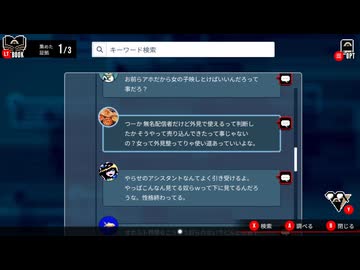 LT BOOK
集めた
証拠
1/3
キーワード検索
OPT
お前らアホだから女の子映しとけばいいんだろって
事だろ？
つーか 無名配信者だけど外見で使えるって判断し
たか そうやって売り込んできたって事じゃない
の？女って外見整ってりゃ使い道あっていいよな。
やらせのアシスタントなんてよく引き受けるよ。
やっぱこんなん見てる奴らｗって下に見てるんだろ
うな。性格終わってる。
Y
X 検索
A 調べる
B 閉じる